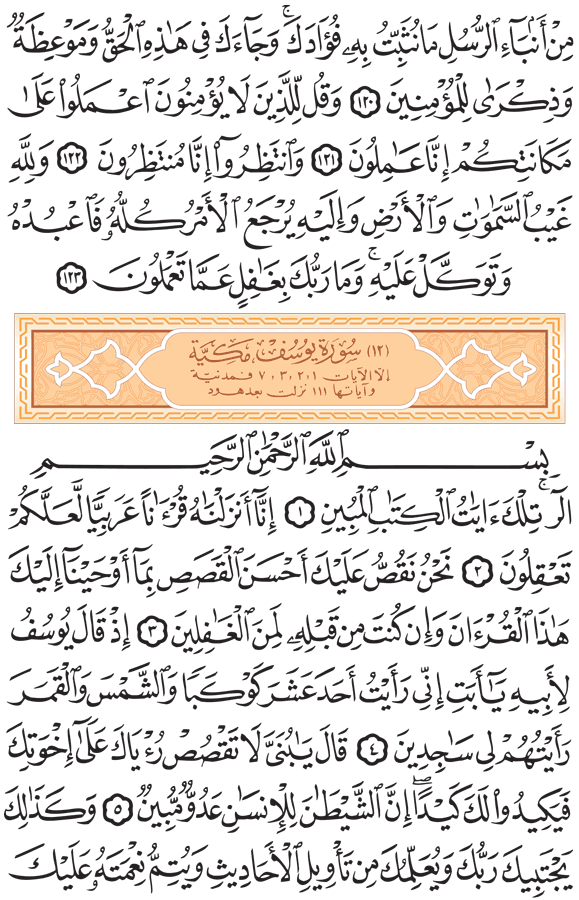 مِنْ أَنۢبَآءِ ٱلرُّسُلِ مَا نُثَبِّتُ بِهِۦ فُؤَادَكَ ۚ وَجَآءَكَ فِى هَٰذِهِ ٱلْحَقُّ وَمَوْعِظَةٌ
وَذِكْرَىٰ لِلْمُؤْمِنِينَ ١٢٠ وَقُل لِّلَّذِينَ لَا يُؤْمِنُونَ ٱعْمَلُوا۟ عَلَىٰ
مَكَانَتِكُمْ إِنَّا عَٰمِلُونَ ١٢١ وَٱنتَظِرُوٓا۟ إِنَّا مُنتَظِرُونَ ١٢٢ وَلِلَّهِ
غَيْبُ ٱلسَّمَٰوَٰتِ وَٱلْأَرْضِ وَإِلَيْهِ يُرْجَعُ ٱلْأَمْرُ كُلُّهُۥ فَٱعْبُدْهُ
وَتَوَكَّلْ عَلَيْهِ ۚ وَمَا رَبُّكَ بِغَٰفِلٍ عَمَّا تَعْمَلُونَ ١٢٣
(١٢) سُورَة يُوسُف مَكيَّة
إلا الآيات ١، ٢، ٣، ٧ فمدنية
وآياتها ١١١ نزلت بعد هود
بِسْمِ ٱللَّهِ ٱلرَّحْمَٰنِ ٱلرَّحِيمِ
الٓر ۚ تِلْكَ ءَايَٰتُ ٱلْكِتَٰبِ ٱلْمُبِينِ ١ إِنَّآ أَنزَلْنَٰهُ قُرْءَٰنًا عَرَبِيًّا لَّعَلَّكُمْ
تَعْقِلُونَ ٢ نَحْنُ نَقُصُّ عَلَيْكَ أَحْسَنَ ٱلْقَصَصِ بِمَآ أَوْحَيْنَآ إِلَيْكَ
هَٰذَا ٱلْقُرْءَانَ وَإِن كُنتَ مِن قَبْلِهِۦ لَمِنَ ٱلْغَٰفِلِينَ ٣ إِذْ قَالَ يُوسُفُ
لِأَبِيهِ يَٰٓأَبَتِ إِنِّى رَأَيْتُ أَحَدَ عَشَرَ كَوْكَبًا وَٱلشَّمْسَ وَٱلْقَمَرَ
رَأَيْتُهُمْ لِى سَٰجِدِينَ ٤ قَالَ يَٰبُنَىَّ لَا تَقْصُصْ رُءْيَاكَ عَلَىٰٓ إِخْوَتِكَ
فَيَكِيدُوا۟ لَكَ كَيْدًا ۖ إِنَّ ٱلشَّيْطَٰنَ لِلْإِنسَٰنِ عَدُوٌّ مُّبِينٌ ٥ وَكَذَٰلِكَ
يَجْتَبِيكَ رَبُّكَ وَيُعَلِّمُكَ مِن تَأْوِيلِ ٱلْأَحَادِيثِ وَيُتِمُّ نِعْمَتَهُۥ عَلَيْكَ